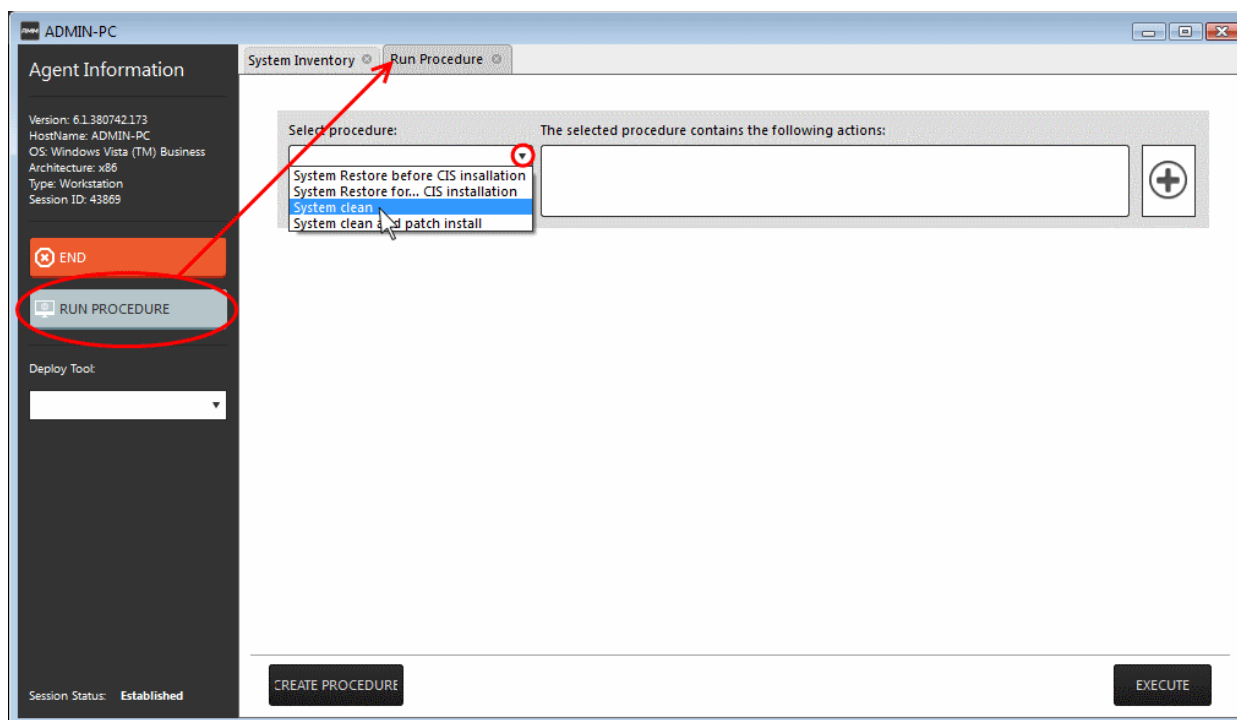 RMM ADMIN-PC
Agent Information
Version: 6.1.380742.173
HostName: ADMIN-PC
OS: Windows Vista (TM) Business
Architecture: x86
Type: Workstation
Session ID: 43869
END
RUN PROCEDURE
Deploy Tool:
Session Status: Established
System Inventory
Run Procedure
Select procedure:
The selected procedure contains the following actions:
System Restore before CIS insallation
System Restore for... CIS installation
System clean
System clean and patch install
CREATE PROCEDURE
EXECUTE